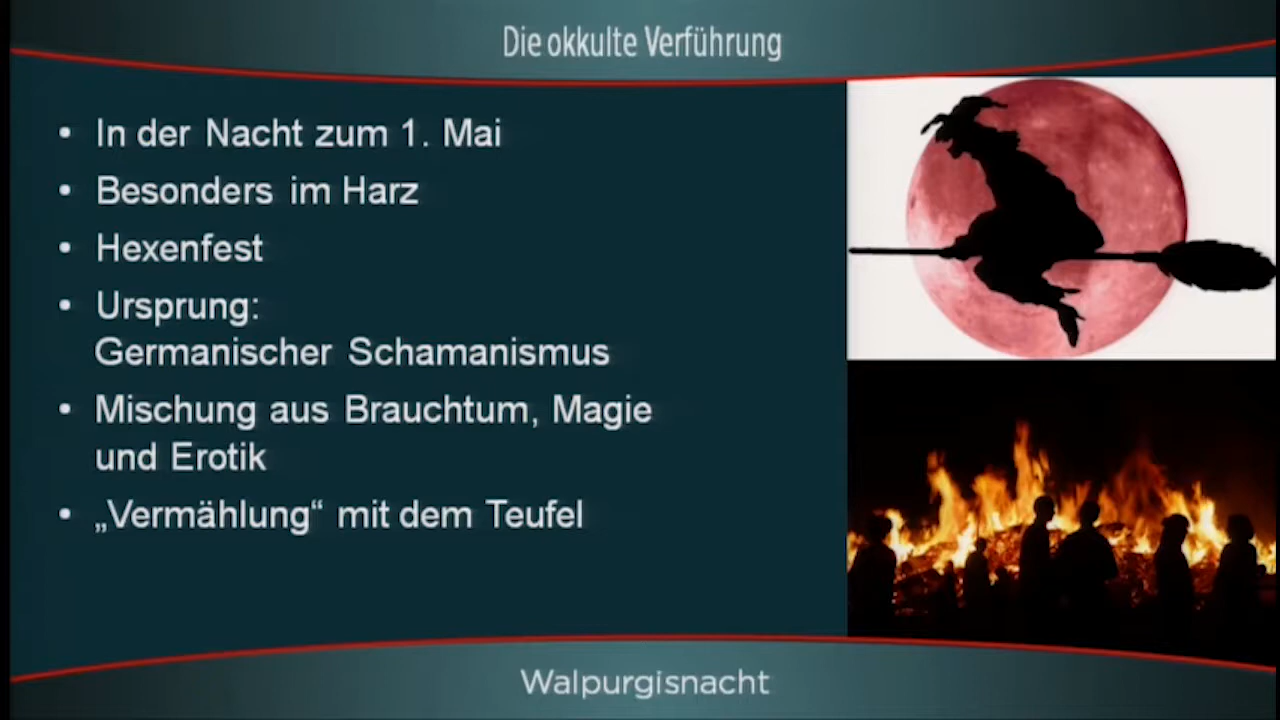 Die okkulte Verführung
• In der Nacht zum 1. Mai
• Besonders im Harz
• Hexenfest
• Ursprung:
Germanischer Schamanismus
• Mischung aus Brauchtum, Magie
und Erotik
• „Vermählung“ mit dem Teufel
Walpurgisnacht